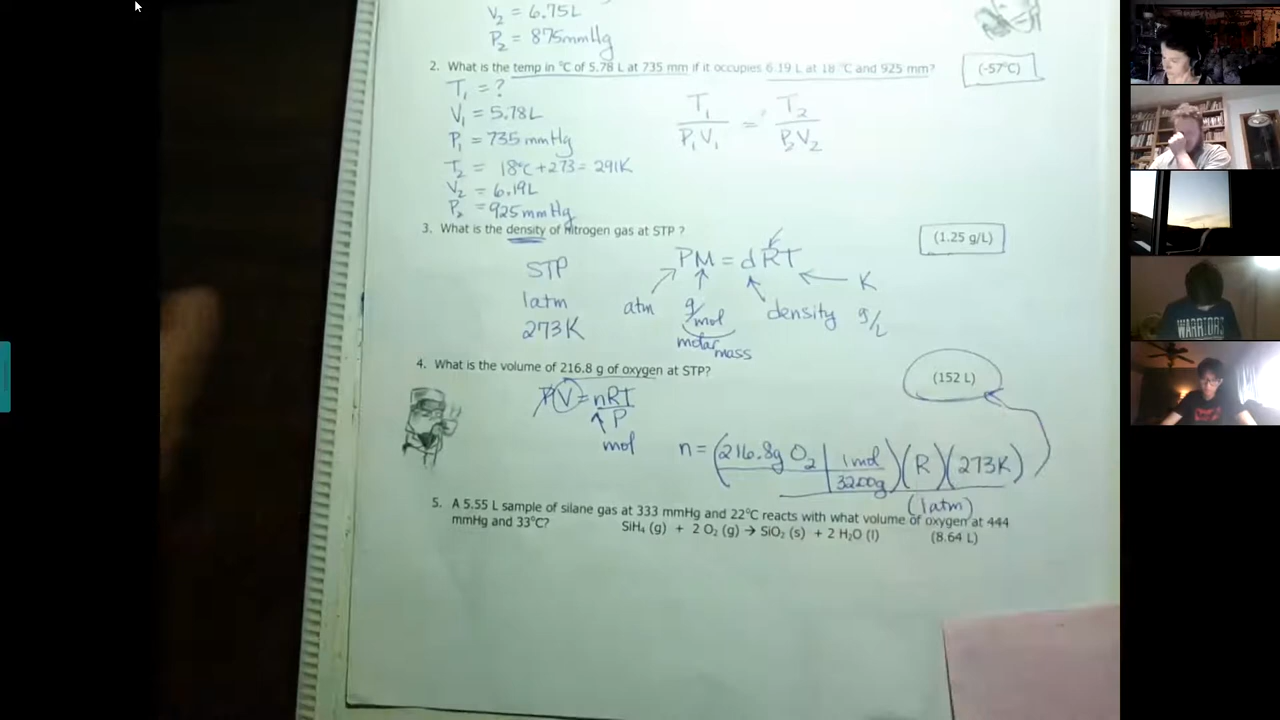 V₂ = 6.75L
P₂ = 875mmHg
2. What is the temp in °C of 5.78 L at 735 mm if it occupies 6.19 L at 18 °C and 925 mm?
(-57°C)
T₁ = ?
V₁ = 5.78L
P₁ = 735 mmHg
T₂ = 18°C + 273 = 291K
V₂ = 6.19L
P₂ = 925 mmHg
T₁ / P₁V₁ = T₂ / P₂V₂
3. What is the density of nitrogen gas at STP ?
(1.25 g/L)
STP
1atm
273K
PM = dRT
atm
g/mol
molar mass
density g/L
K
4. What is the volume of 216.8 g of oxygen at STP?
(152 L)
PV = nRT
P
mol
n = (216.8g O₂ | 1mol
32.00g) (R) (273K)
(1atm)
5. A 5.55 L sample of silane gas at 333 mmHg and 22°C reacts with what volume of oxygen at 444
mmHg and 33°C? SiH₄ (g) + 2 O₂ (g) → SiO₂ (s) + 2 H₂O (l) (8.64 L)
WARRIORS